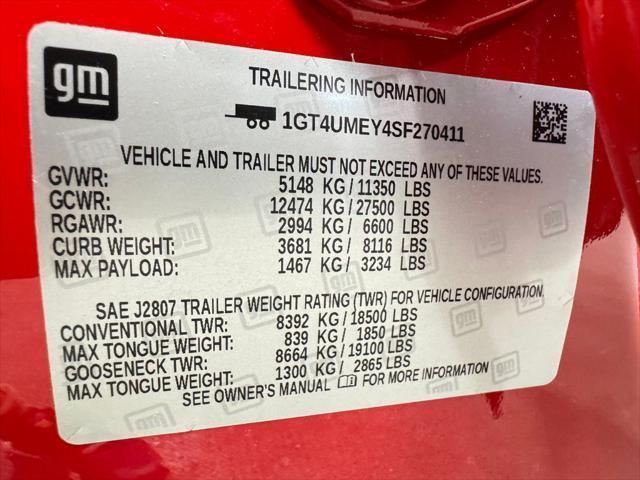 gm
TRAILERING INFORMATION
1GT4UMEY4SF270411
VEHICLE AND TRAILER MUST NOT EXCEED ANY OF THESE VALUES.
GVWR: 5148 KG / 11350 LBS
GCWR: 12474 KG / 27500 LBS
RGAWR: 2994 KG / 6600 LBS
CURB WEIGHT: 3681 KG / 8116 LBS
MAX PAYLOAD: 1467 KG / 3234 LBS
SAE J2807 TRAILER WEIGHT RATING (TWR) FOR VEHICLE CONFIGURATION.
CONVENTIONAL TWR: 8392 KG / 18500 LBS
MAX TONGUE WEIGHT: 839 KG / 1850 LBS
GOOSENECK TWR: 8664 KG / 19100 LBS
MAX TONGUE WEIGHT: 1300 KG / 2865 LBS
SEE OWNER'S MANUAL FOR MORE INFORMATION